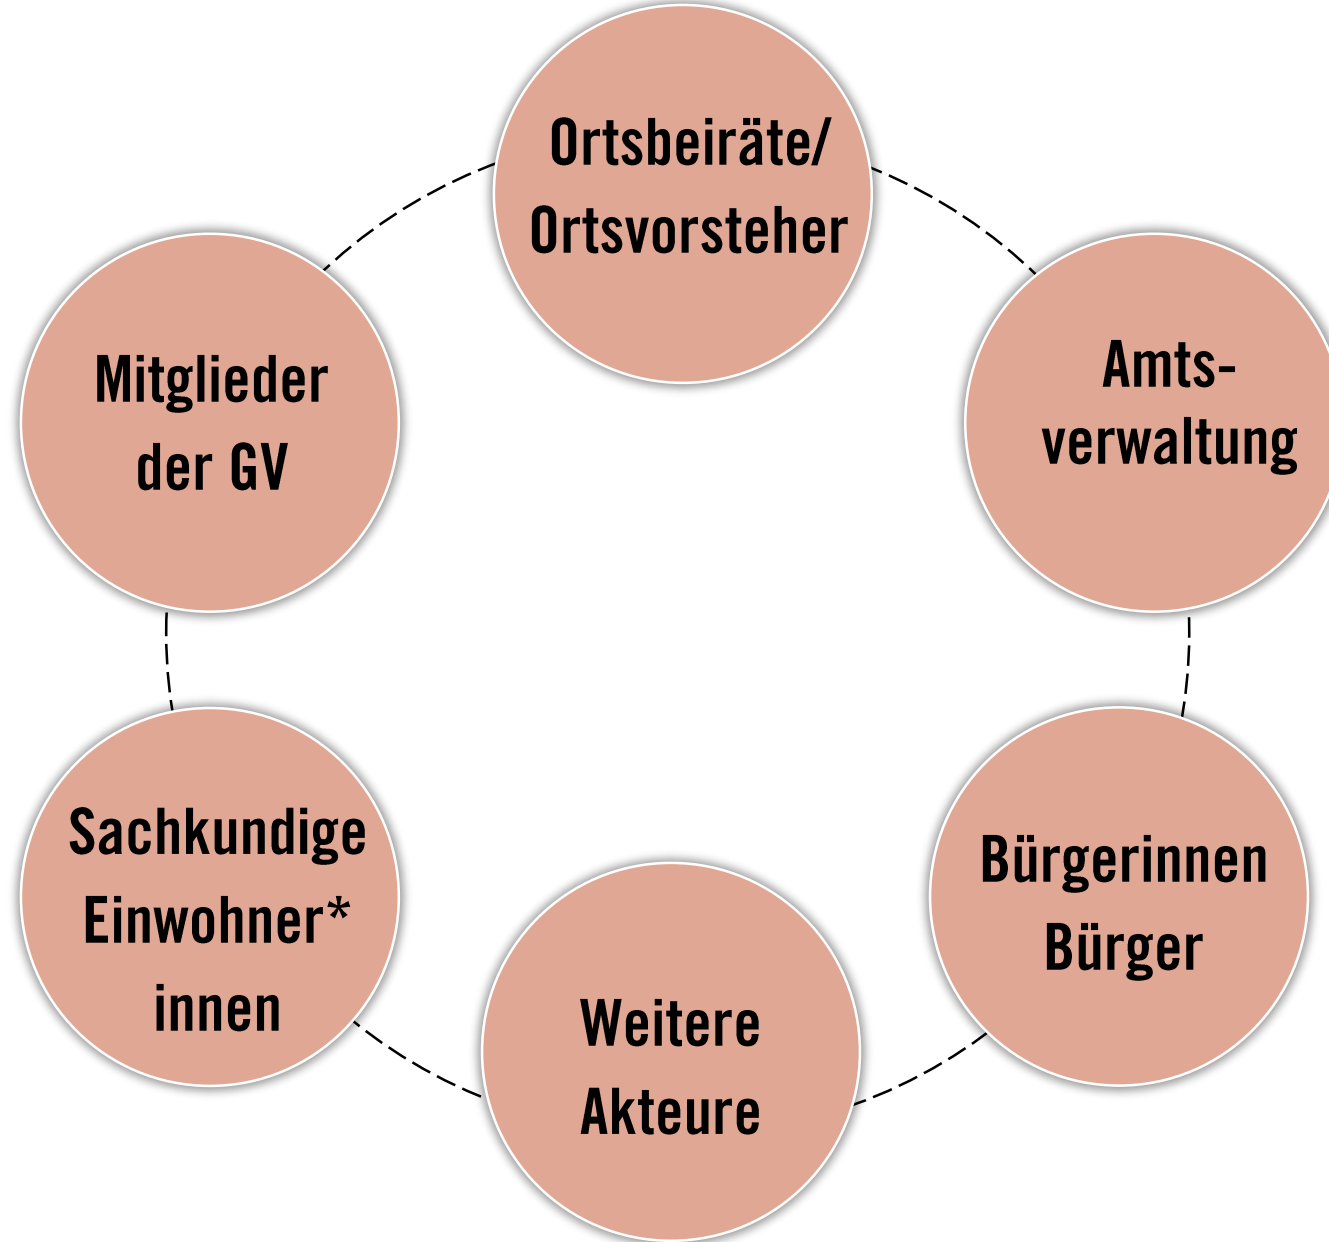 Ortsbeiräte/
Ortsvorsteher
Mitglieder
der GV
Amts-
verwaltung
Sachkundige
Einwohner*
innen
Bürgerinnen
Bürger
Weitere
Akteure